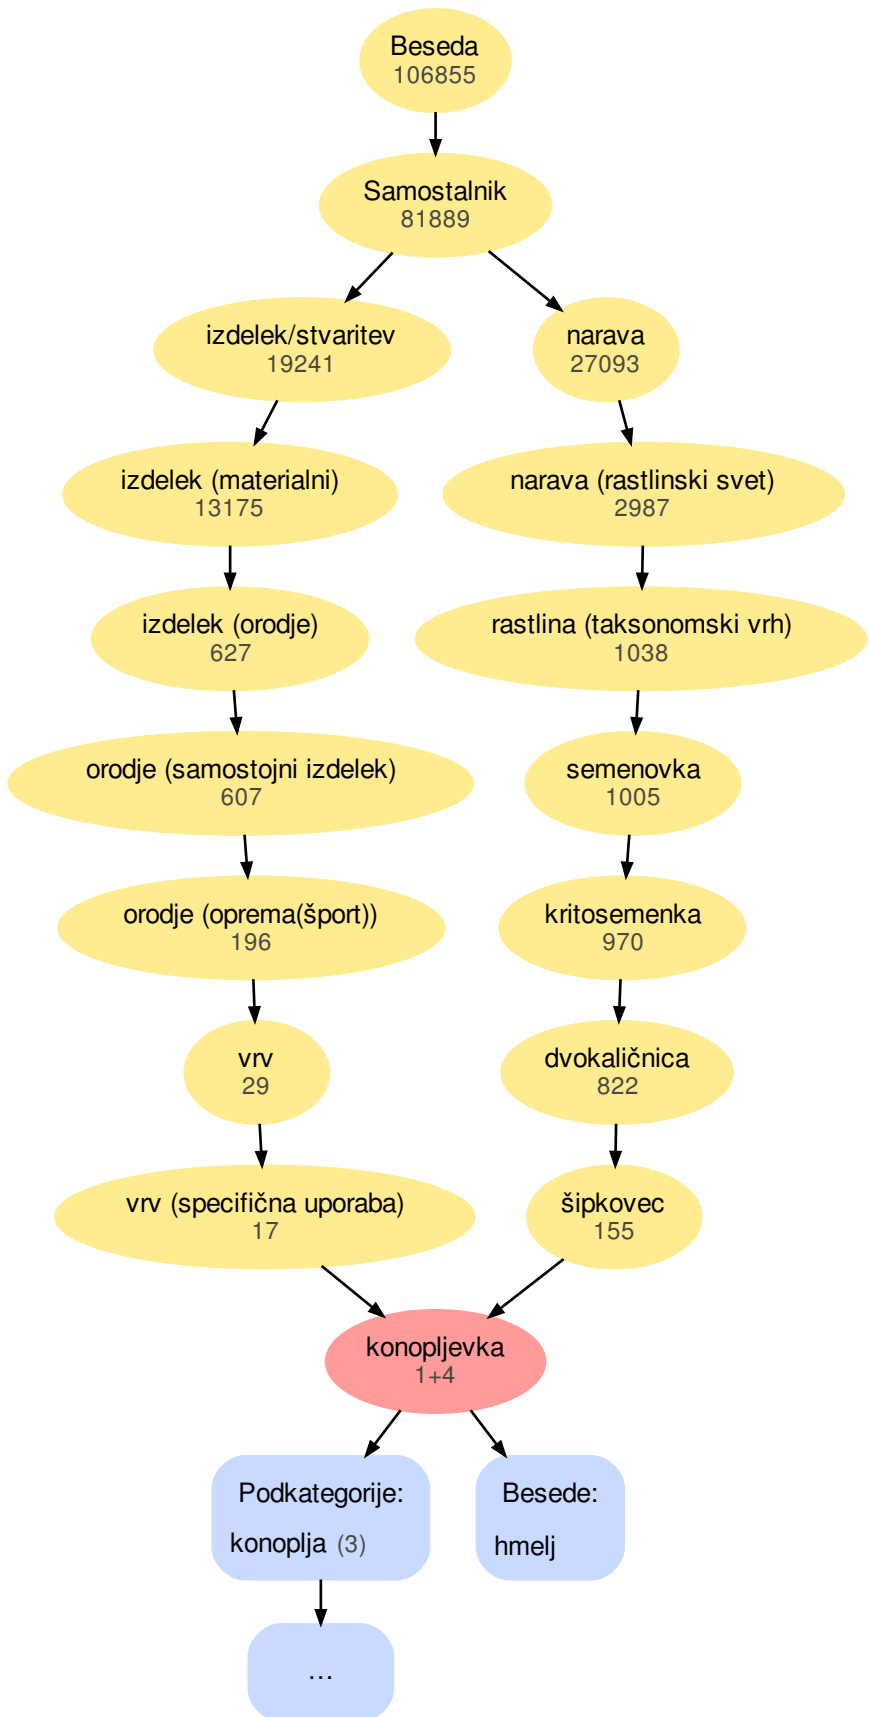 Beseda
106855
Samostalnik
81889
izdelek/stvaritev
19241
narava
27093
izdelek (materialni)
13175
narava (rastlinski svet)
2987
izdelek (orodje)
627
rastlina (taksonomski vrh)
1038
orodje (samostojni izdelek)
607
semenovka
1005
orodje (oprema(šport))
196
kritosemenka
970
vrv
29
dvokaličnica
822
vrv (specifična uporaba)
17
šipkovec
155
konopljevka
1+4
Podkategorije:
konoplja (3)
Besede:
hmelj
...